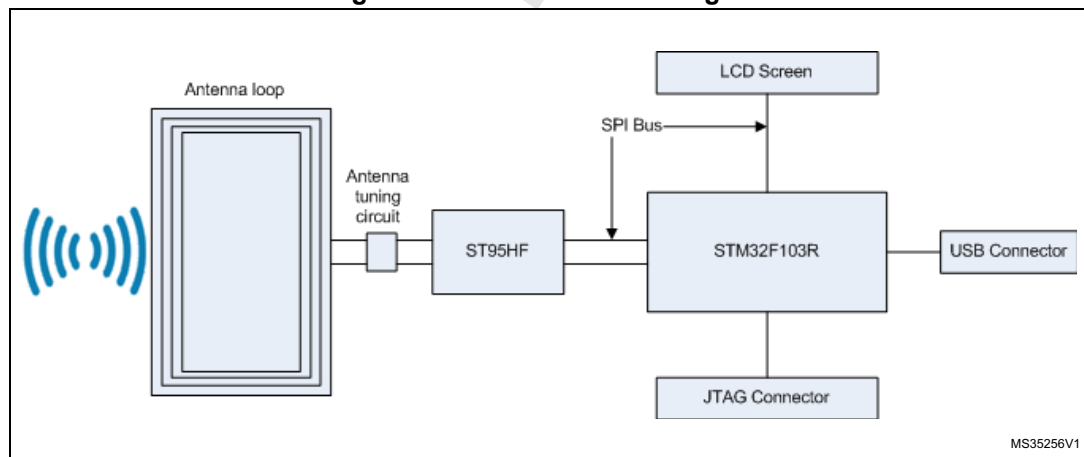 LCD Screen
Antenna loop
SPI Bus
Antenna
tuning
circuit
ST95HF
STM32F103R
USB Connector
JTAG Connector
MS35256V1